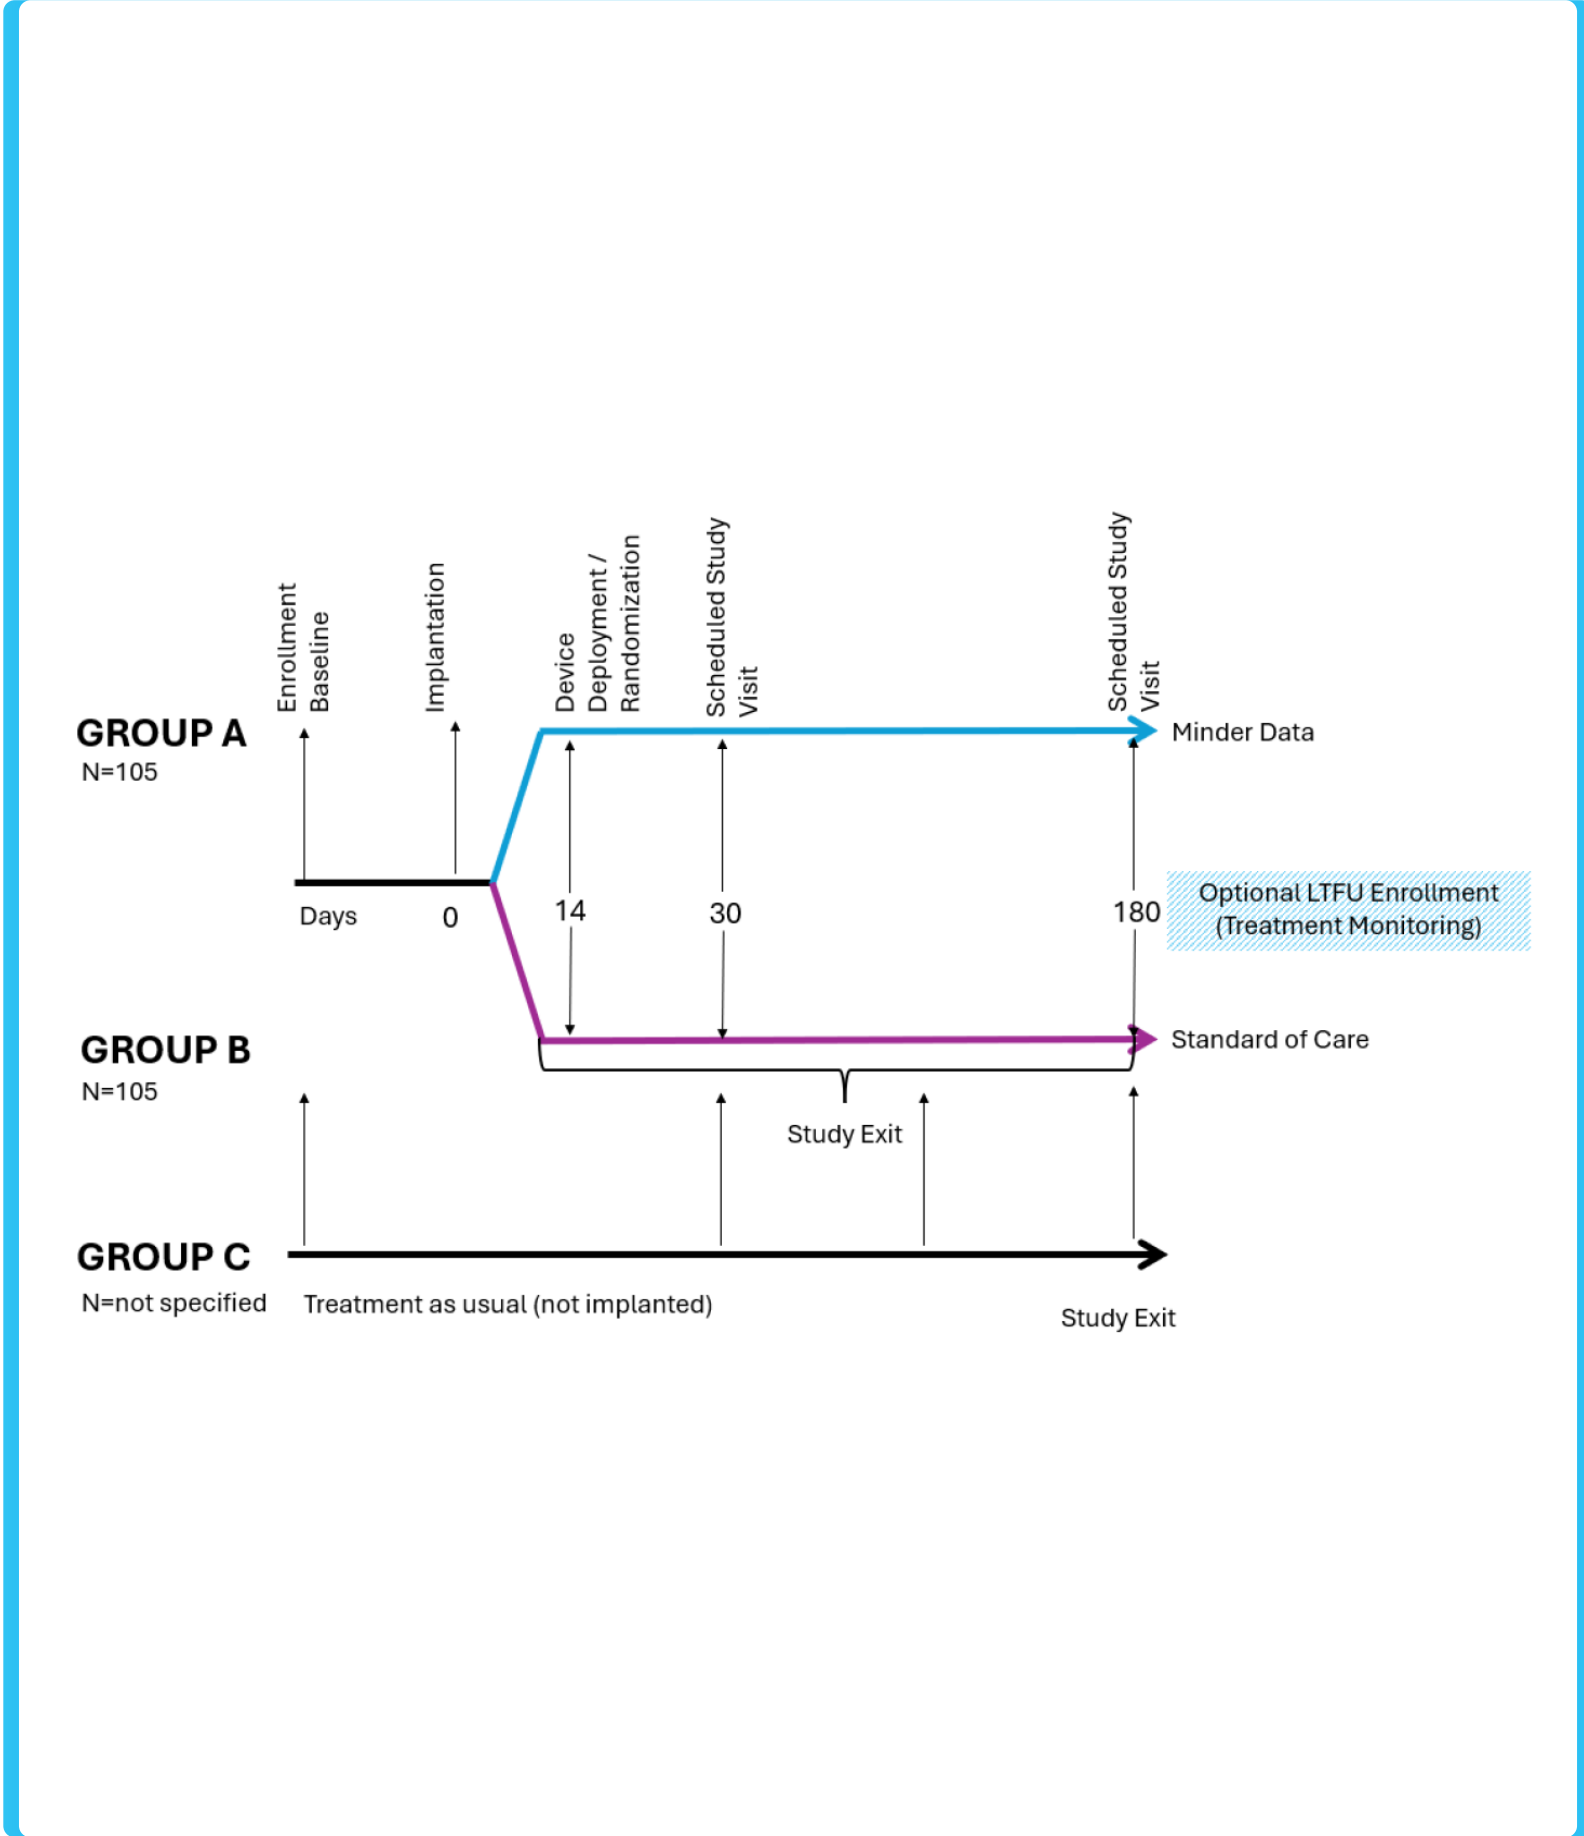 Enrollment
Baseline
Implantation
Device
Deployment /
Randomization
Scheduled Study
Visit
Scheduled Study
Visit
GROUP A
N=105
Minder Data
Days
0
14
30
180
Optional LTFU Enrollment
(Treatment Monitoring)
GROUP B
N=105
Standard of Care
Study Exit
GROUP C
N=not specified
Treatment as usual (not implanted)
Study Exit